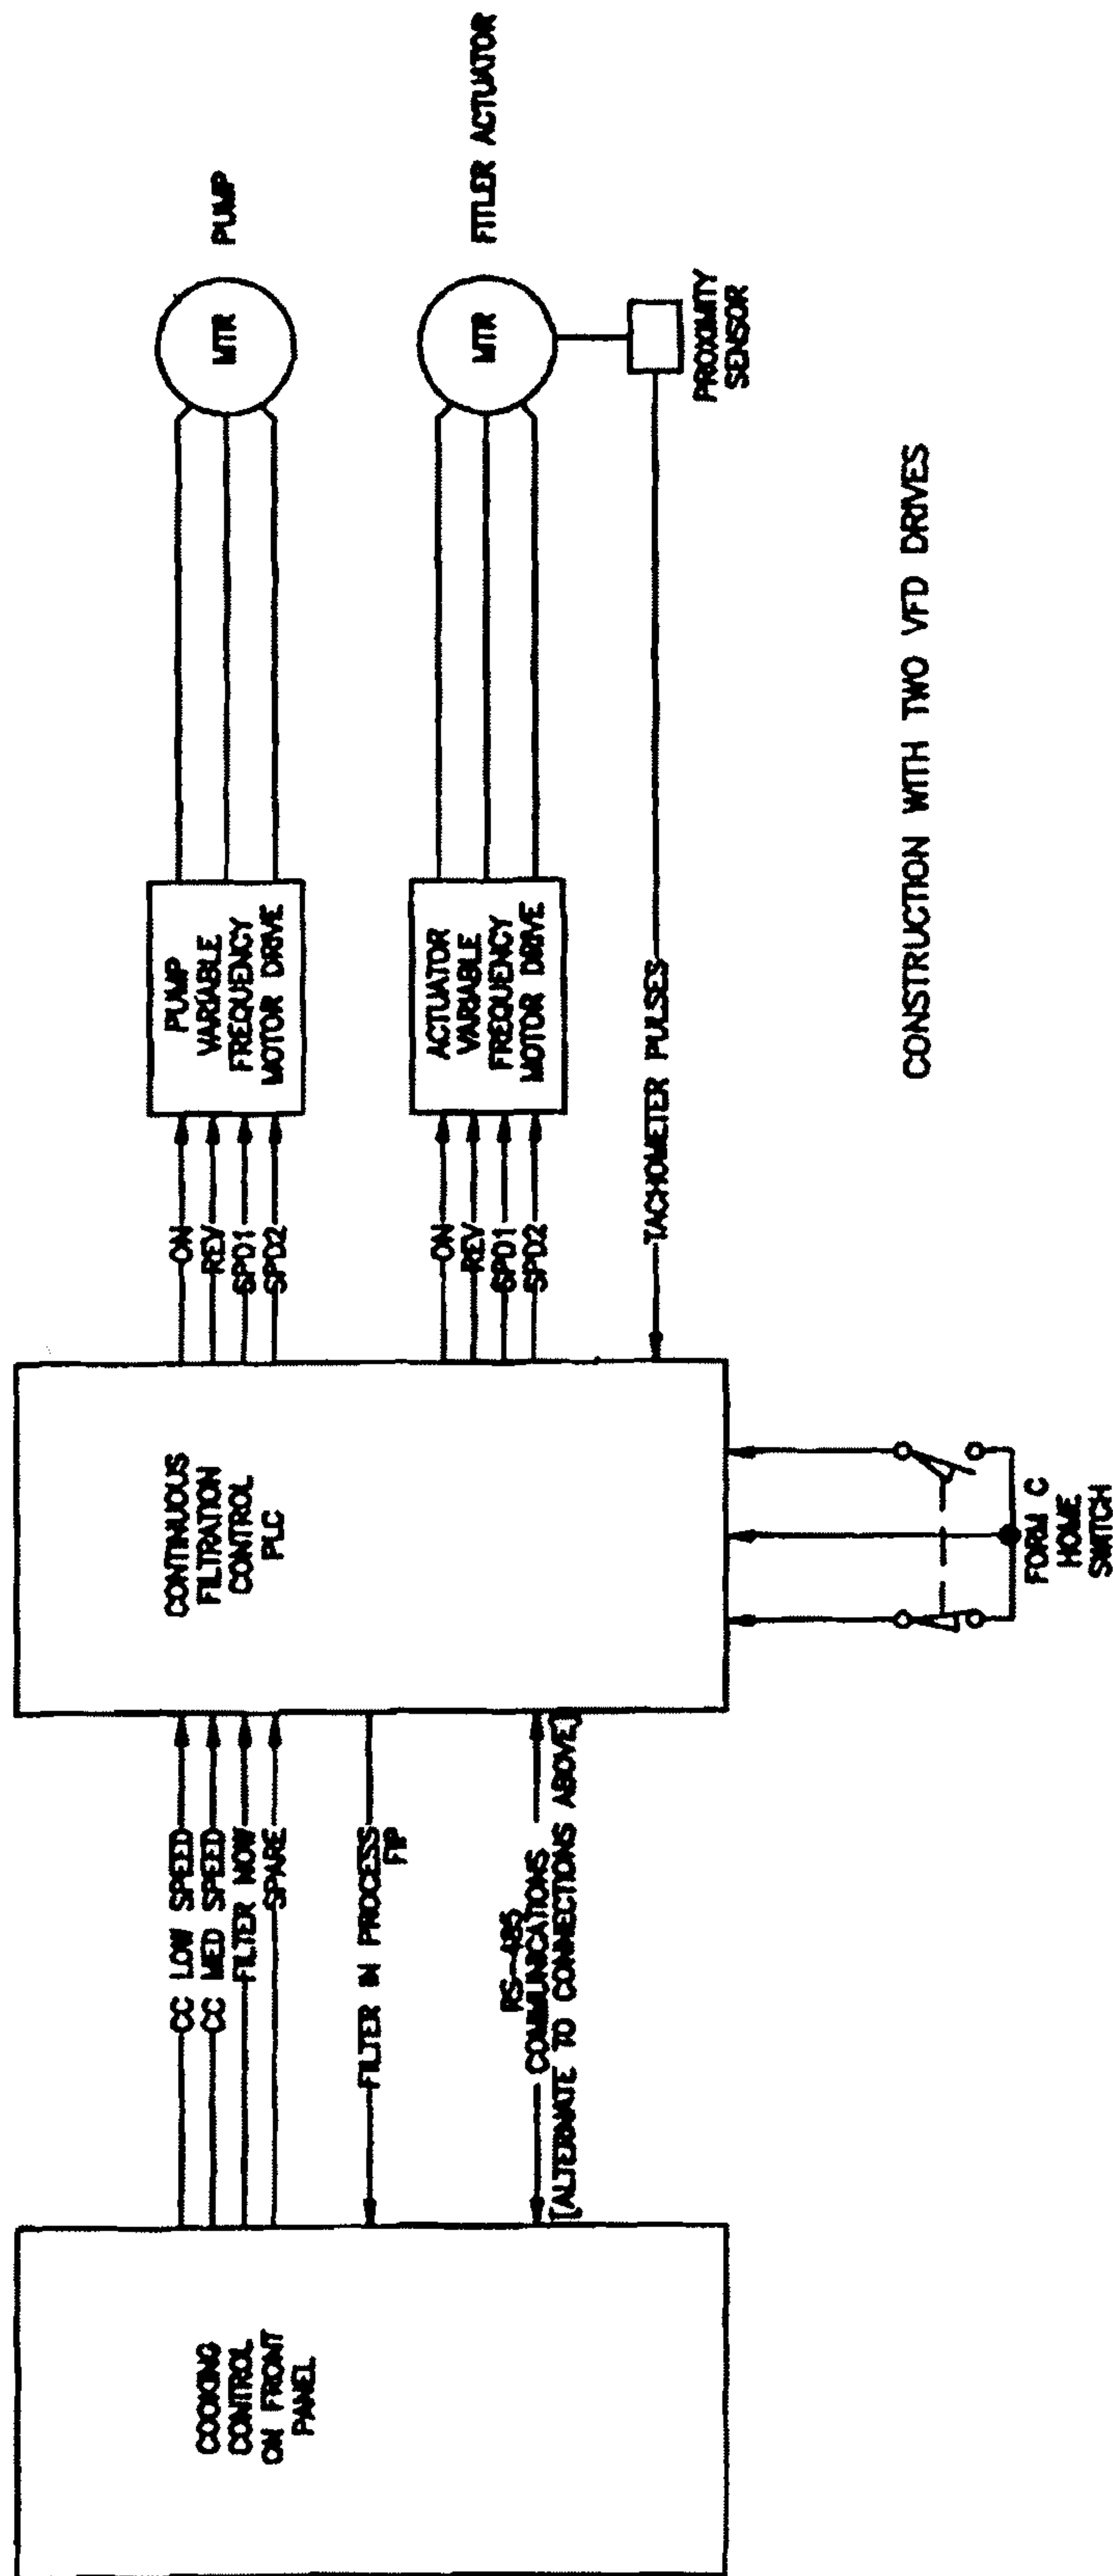 COOKING
CONTROL
ON FRONT
PANEL
CC LOW SPEED
CC MED SPEED
FILTER NOW
SPARE
FILTER IN PROCESS
FIP
RS-485
COMMUNICATIONS
[ALTERNATE TO CONNECTIONS ABOVE]
CONTINUOUS
FILTRATION
CONTROL
PLC
FORM C
HOME
SWITCH
ON
REV
SPD1
SPD2
ON
REV
SPD1
SPD2
TACHOMETER PULSES
PUMP
VARIABLE
FREQUENCY
MOTOR DRIVE
ACTUATOR
VARIABLE
FREQUENCY
MOTOR DRIVE
MTR
PUMP
MTR
FITLER ACTUATOR
PROXIMITY
SENSOR
CONSTRUCTION WITH TWO VFD DRIVES